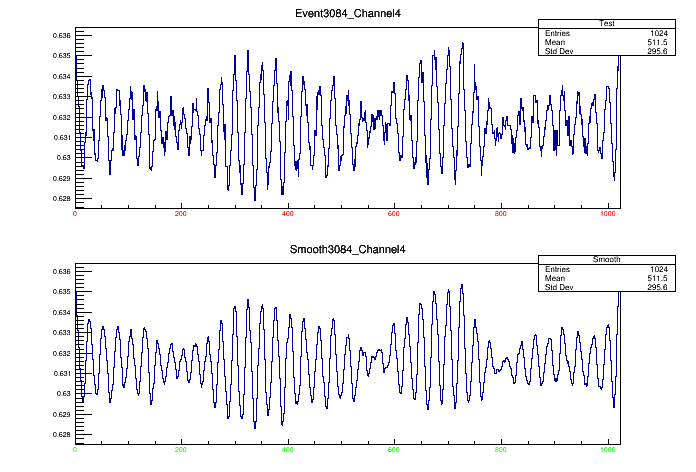 Event3084_Channel4
Test
Entries 1024
Mean 511.5
Std Dev 295.6
0.636
0.635
0.634
0.633
0.632
0.631
0.63
0.629
0.628
0 200 400 600 800 1000
Smooth3084_Channel4
Smooth
Entries 1024
Mean 511.5
Std Dev 295.6
0.636
0.635
0.634
0.633
0.632
0.631
0.63
0.629
0.628
0 200 400 600 800 1000